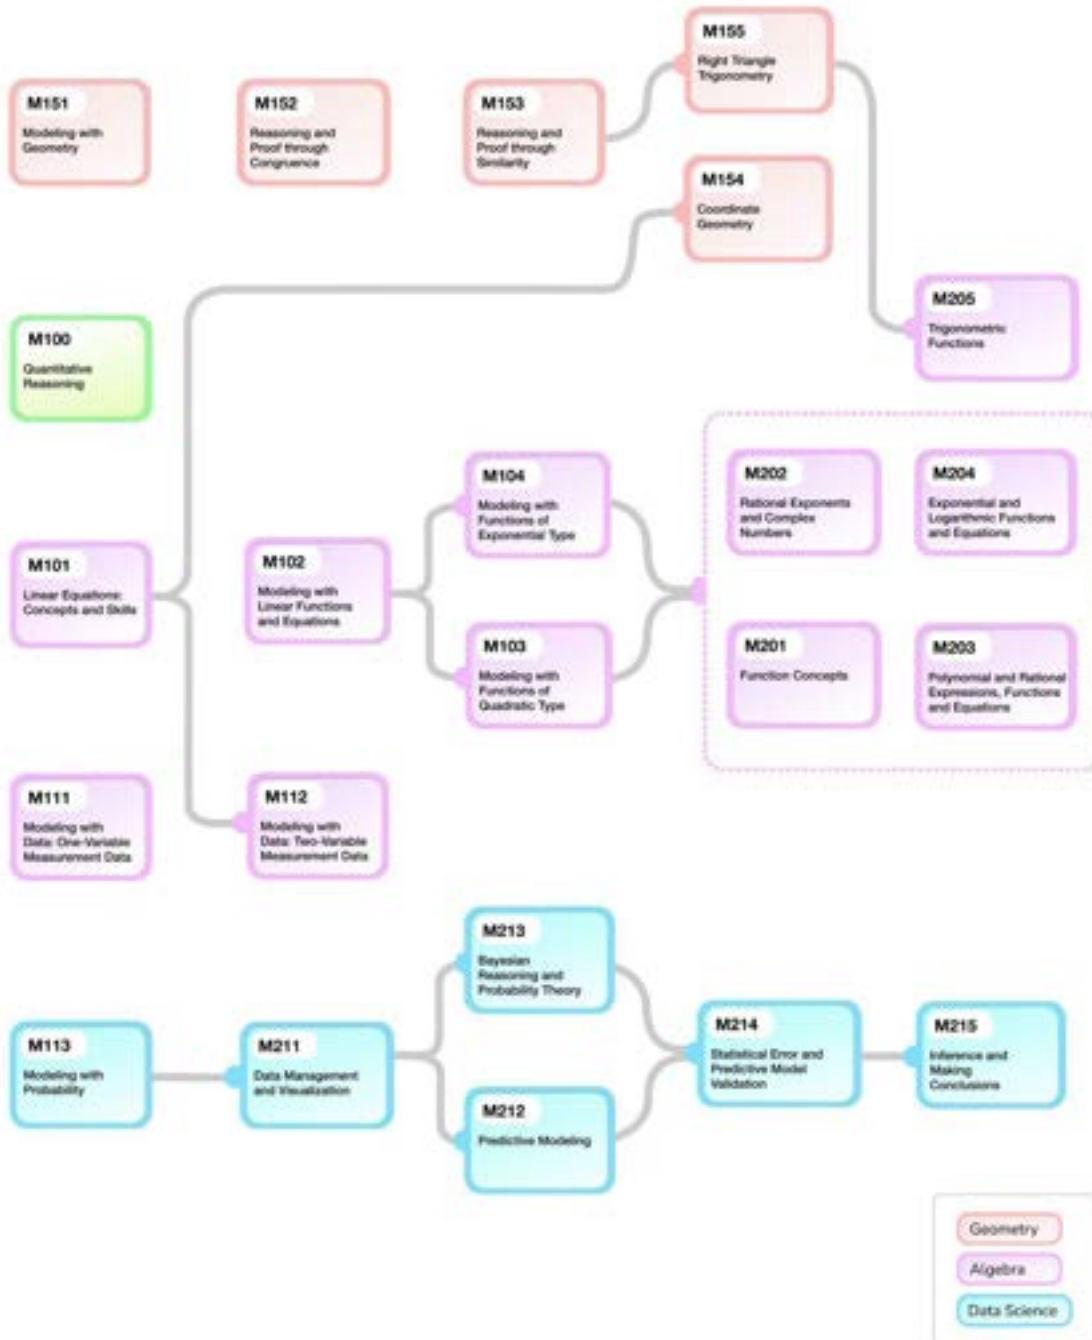 M155
Right Triangle
Trigonometry
M151
Modeling with
Geometry
M152
Reasoning and
Proof through
Congruence
M153
Reasoning and
Proof through
Similarity
M154
Coordinate
Geometry
M205
Trigonometric
Functions
M100
Quantitative
Reasoning
M104
Modeling with
Functions of
Exponential Type
M202
Rational Exponents
and Complex
Numbers
M204
Exponential and
Logarithmic Functions
and Equations
M101
Linear Equations:
Concepts and Skills
M102
Modeling with
Linear Functions
and Equations
M103
Modeling with
Functions of
Quadratic Type
M201
Function Concepts
M203
Polynomial and Rational
Expressions, Functions
and Equations
M111
Modeling with
Data: One-Variable
Measurement Data
M112
Modeling with
Data: Two-Variable
Measurement Data
M213
Bayesian
Reasoning and
Probability Theory
M113
Modeling with
Probability
M211
Data Management
and Visualization
M214
Statistical Error and
Predictive Model
Validation
M215
Inference and
Making
Conclusions
M212
Predictive Modeling
Geometry
Algebra
Data Science